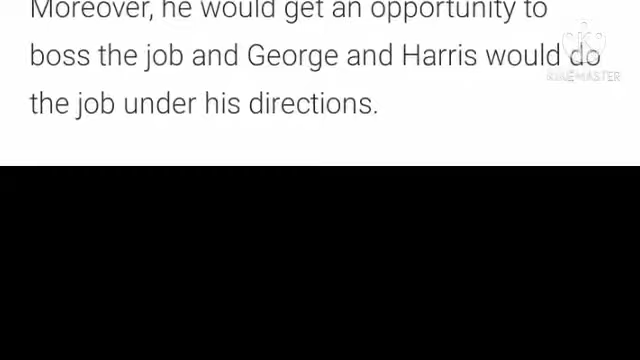 Moreover, he would get an opportunity to
boss the job and George and Harris would do
the job under his directions.
KINEMASTER